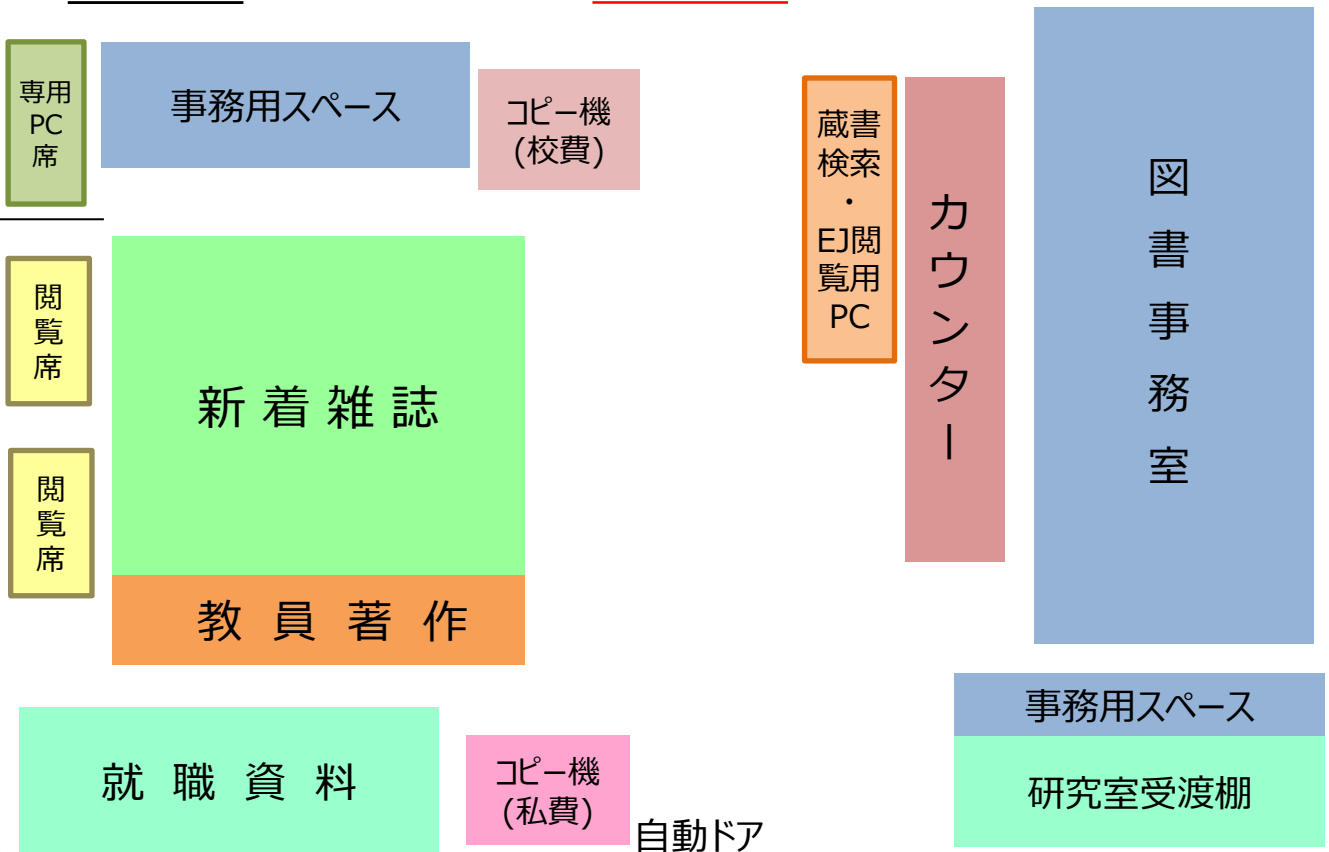 専用
PC
席
事務用スペース
コピー機
(校費)
蔵書
検索
・
EJ閲
覧用
PC
カウンター
図書事務室
閲
覧
席
新着雑誌
閲
覧
席
教員著作
事務用スペース
就職資料
コピー機
(私費)
研究室受渡棚
自動ドア